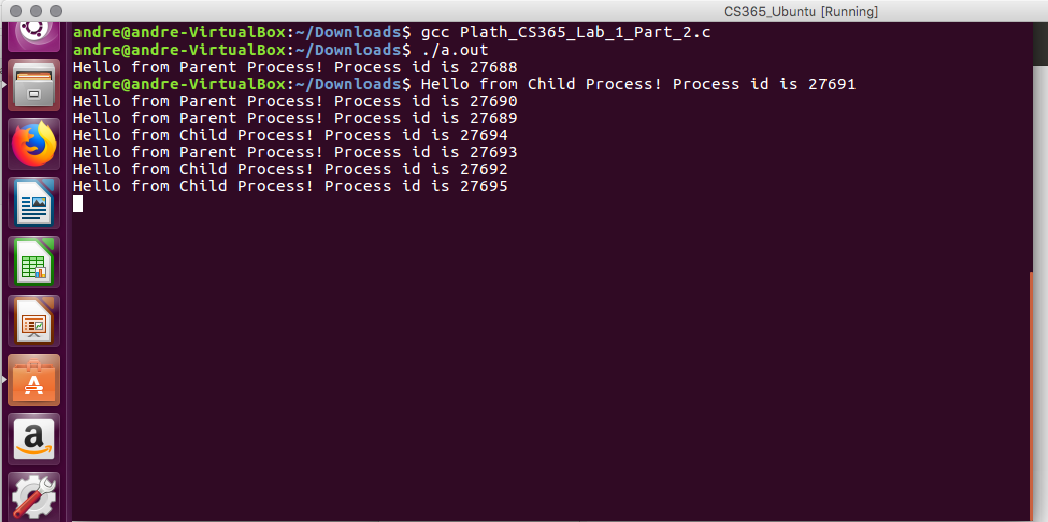 CS365_Ubuntu [Running]
andre@andre-VirtualBox:~/Downloads$ gcc Plath_CS365_Lab_1_Part_2.c
andre@andre-VirtualBox:~/Downloads$ ./a.out
Hello from Parent Process! Process id is 27688
andre@andre-VirtualBox:~/Downloads$ Hello from Child Process! Process id is 27691
Hello from Parent Process! Process id is 27690
Hello from Parent Process! Process id is 27689
Hello from Child Process! Process id is 27694
Hello from Parent Process! Process id is 27693
Hello from Child Process! Process id is 27692
Hello from Child Process! Process id is 27695